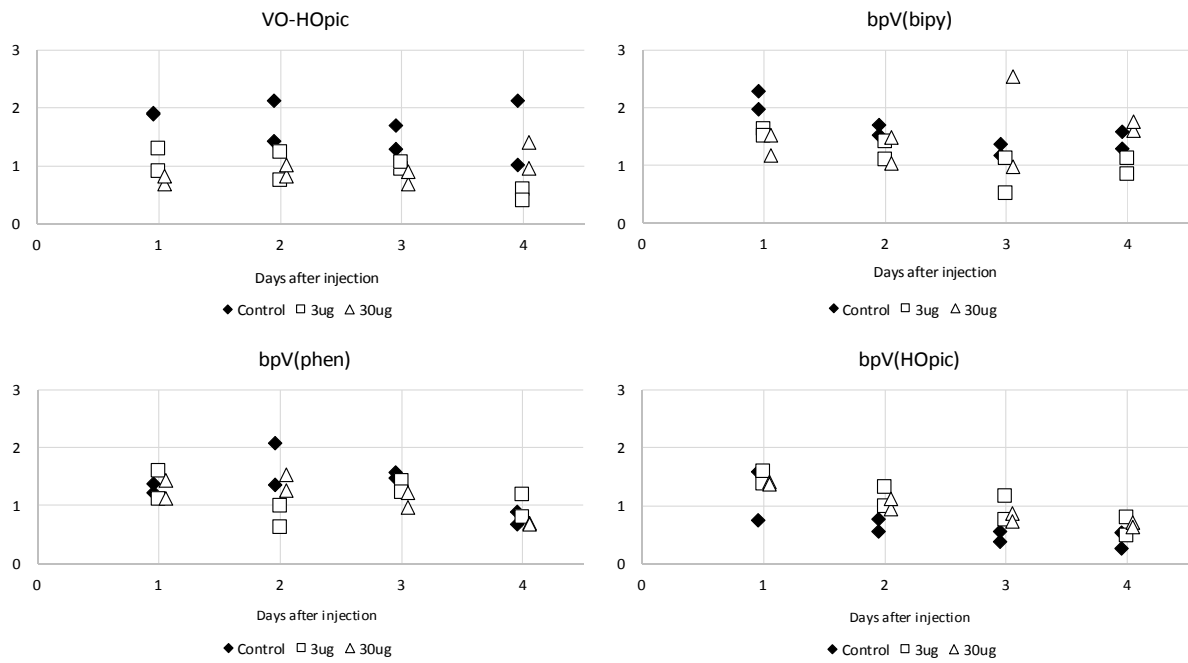 VO-HOpic
3
2
1
0
0 1 2 3 4
Days after injection
Control 3ug 30ug
bpV(bipy)
3
2
1
0
0 1 2 3 4
Days after injection
Control 3ug 30ug
bpV(phen)
3
2
1
0
0 1 2 3 4
Days after injection
Control 3ug 30ug
bpV(HOpic)
3
2
1
0
0 1 2 3 4
Days after injection
Control 3ug 30ug